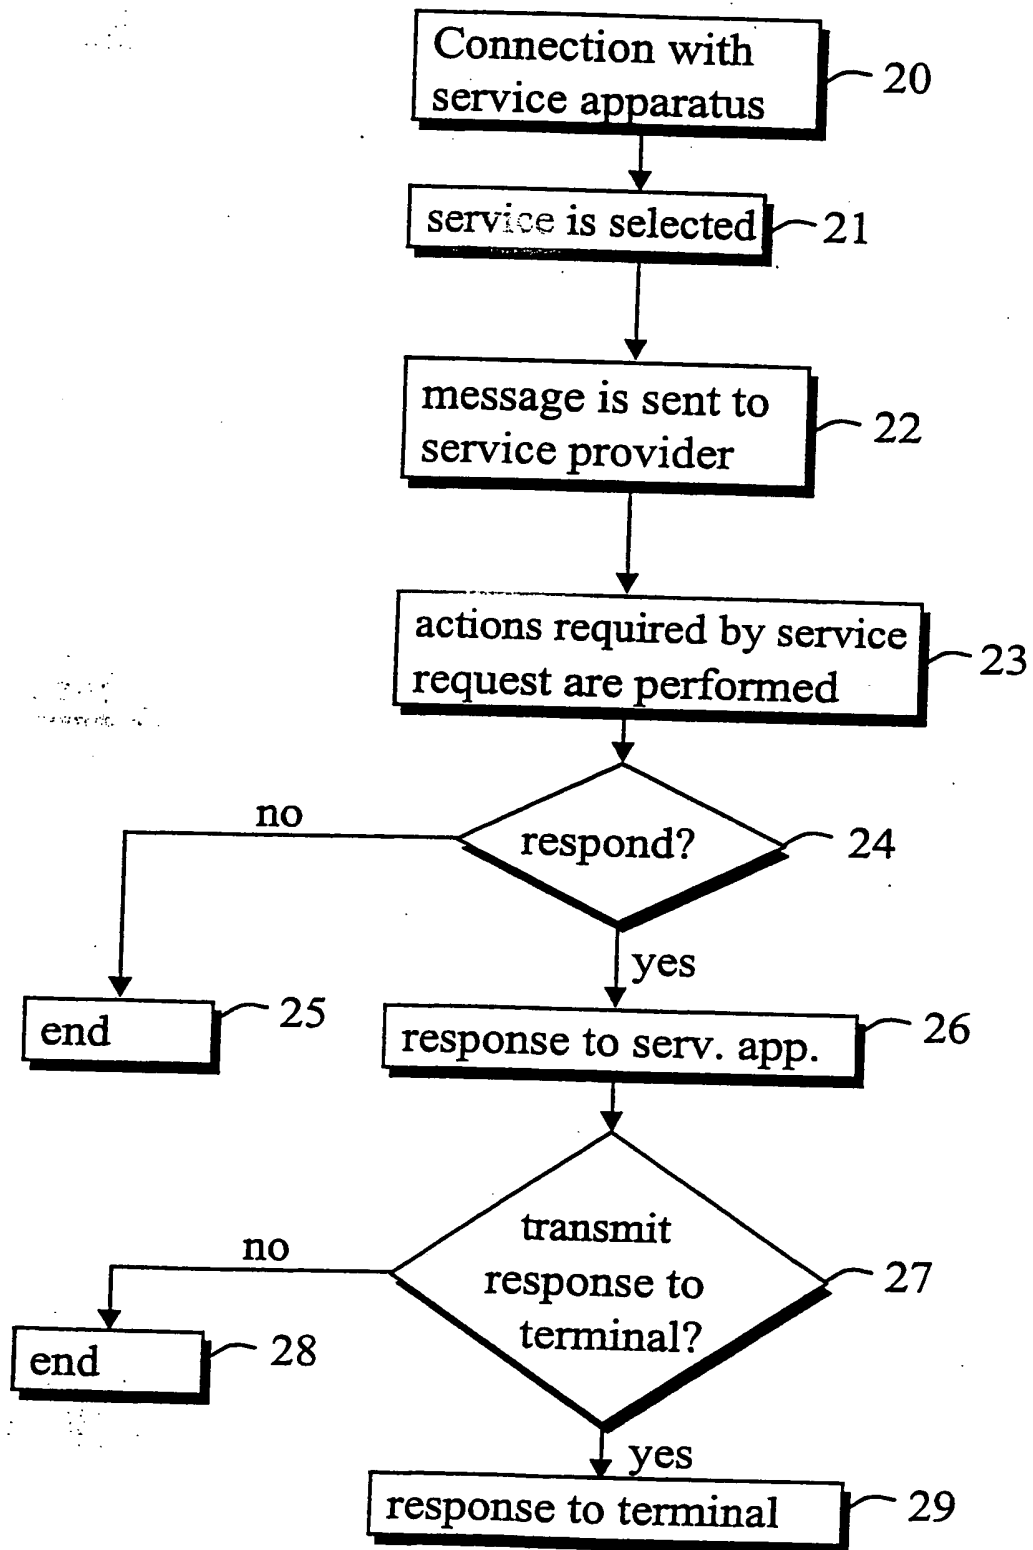 Connection with
service apparatus
20
service is selected
21
message is sent to
service provider
22
actions required by service
request are performed
23
respond?
24
no
yes
end
25
response to serv. app.
26
transmit
response to
terminal?
27
no
end
28
yes
response to terminal
29